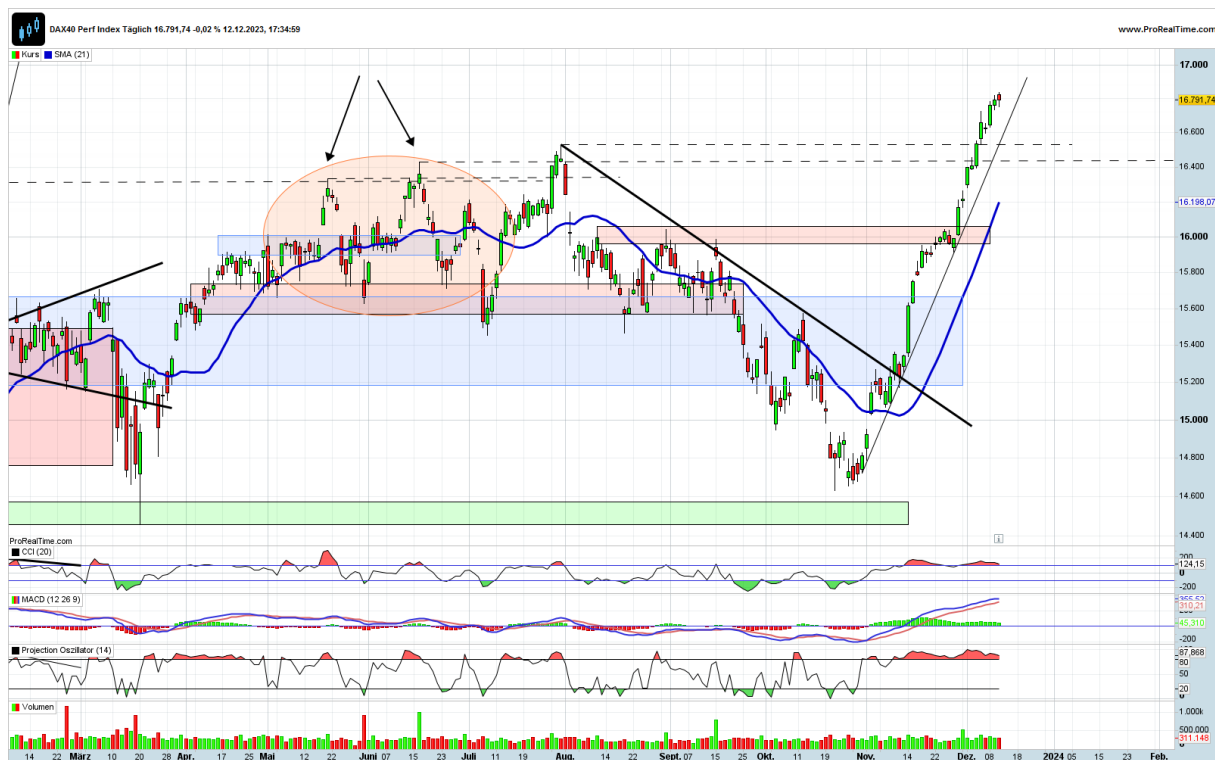 DAX40 Perf Index Täglich 16.791,74 -0,02 % 12.12.2023, 17:34:59
www.ProRealTime.com
Kurs SMA (21)
17.000
16.791,74
16.600
16.400
16.198,07
16.000
15.800
15.600
15.400
15.200
15.000
14.800
14.600
14.400
ProRealTime.com
CCI (20)
200
124,15
0
-200
MACD (12 26 9)
355,52
310,21
45,310
-200
Projection Oszillator (14)
87,868
80
50
20
Volumen
1.000k
500.000
311.148
14 22 März 10 20 28 Apr. 17 25 Mai 12 22 Juni 07 15 23 Juli 11 19 Aug. 14 22 Sept. 07 15 25 Okt. 11 19 Nov. 14 22 Dez. 08 18 2024 05 15 23 Feb.